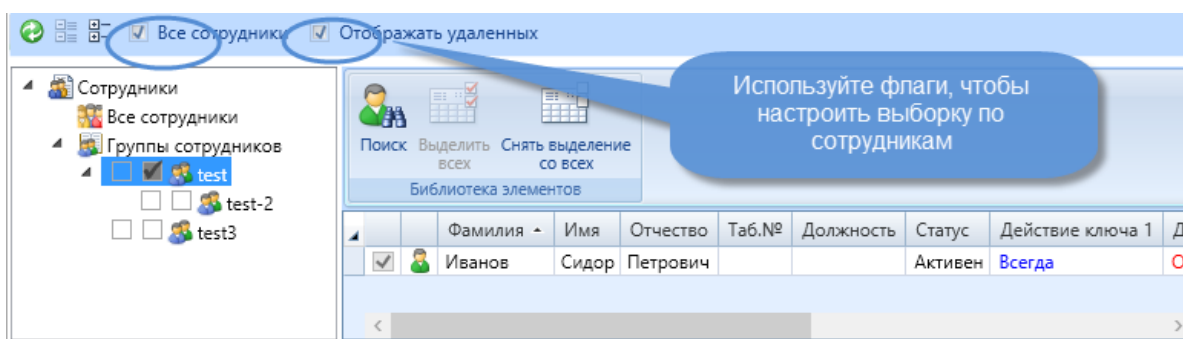 Все сотрудники Отображать удаленных
Используйте флаги, чтобы
настроить выборку по
сотрудникам
Сотрудники
Все сотрудники
Группы сотрудников
test
test-2
test3
Поиск Выделить всех Снять выделение со всех
Библиотека элементов
Фамилия Имя Отчество Таб.№ Должность Статус Действие ключа 1
Иванов Сидор Петрович Активен Всегда